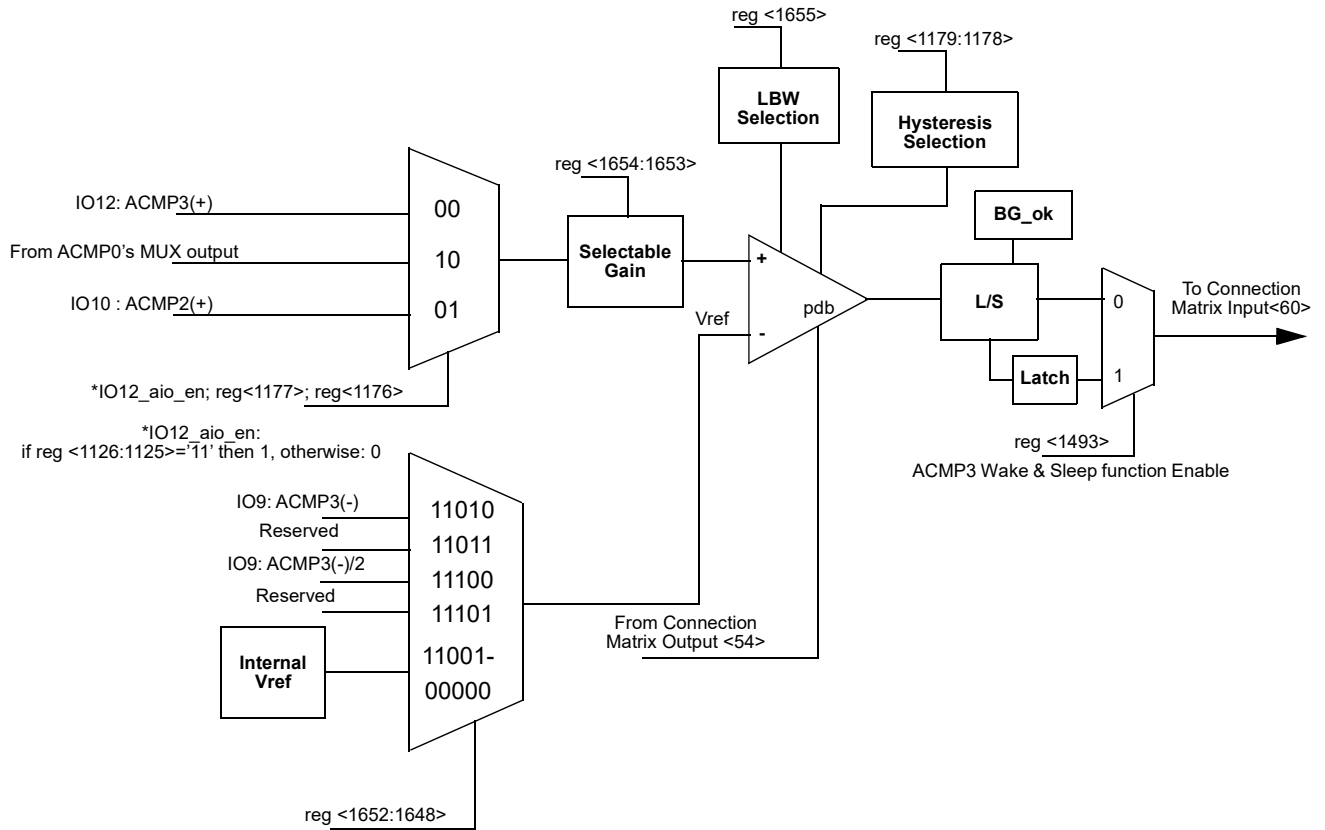 reg <1655>
reg <1179:1178>
LBW
Selection
Hysteresis
Selection
reg <1654:1653>
IO12: ACMP3(+)
00
BG_ok
From ACMP0's MUX output
10
Selectable
Gain
+
To Connection
Matrix Input<60>
IO10 : ACMP2(+)
01
L/S
0
pdb
Vref
-
Latch
1
*IO12_aio_en; reg<1177>; reg<1176>
*IO12_aio_en:
if reg <1126:1125>='11' then 1, otherwise: 0
reg <1493>
ACMP3 Wake & Sleep function Enable
IO9: ACMP3(-)
11010
Reserved
11011
IO9: ACMP3(-)/2
11100
Reserved
11101
From Connection
Matrix Output <54>
Internal
Vref
11001-
00000
reg <1652:1648>